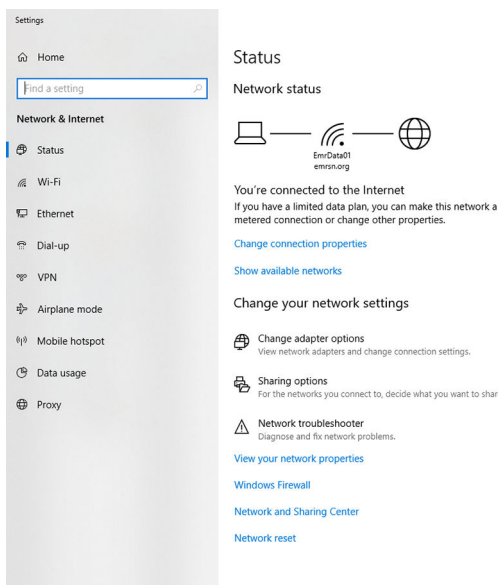 Settings
Home
Find a setting
Network & Internet
Status
Wi-Fi
Ethernet
Dial-up
VPN
Airplane mode
Mobile hotspot
Data usage
Proxy
Status
Network status
EmrData01
emrsn.org
You're connected to the Internet
If you have a limited data plan, you can make this network a
metered connection or change other properties.
Change connection properties
Show available networks
Change your network settings
Change adapter options
View network adapters and change connection settings.
Sharing options
For the networks you connect to, decide what you want to shar
Network troubleshooter
Diagnose and fix network problems.
View your network properties
Windows Firewall
Network and Sharing Center
Network reset